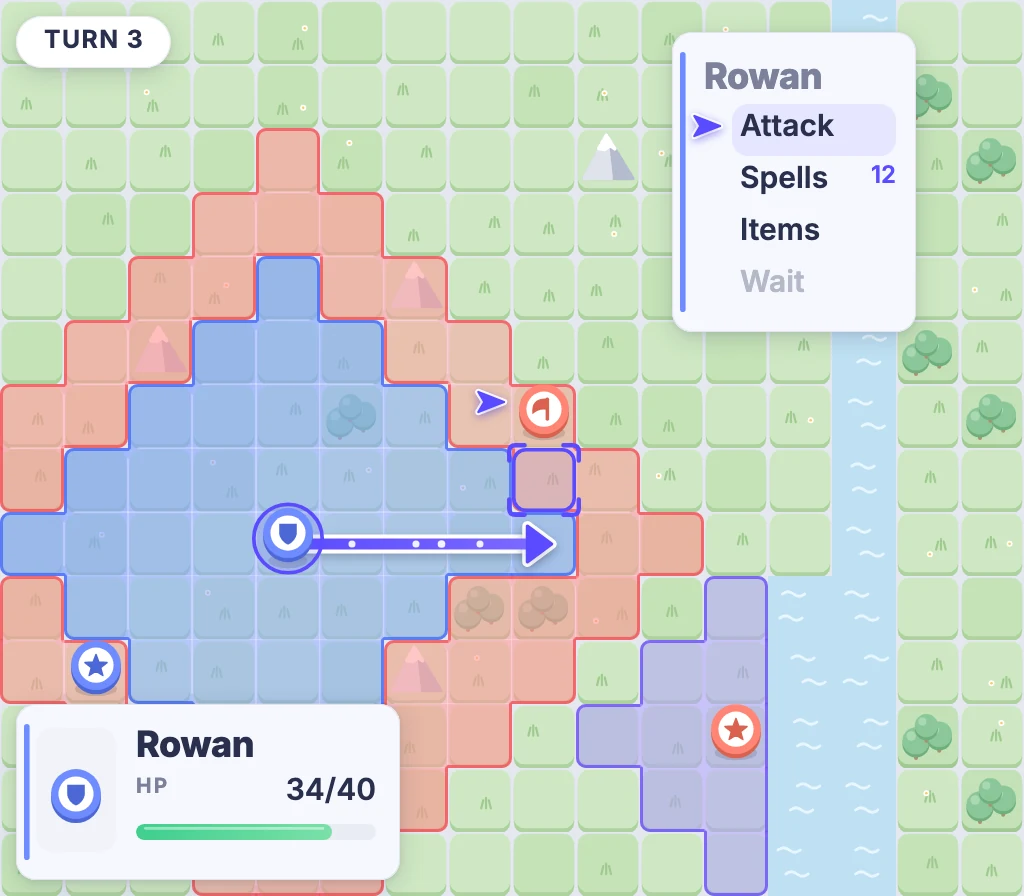 TURN 3
Rowan
Attack
Spells 12
Items
Wait
Rowan
HP 34/40